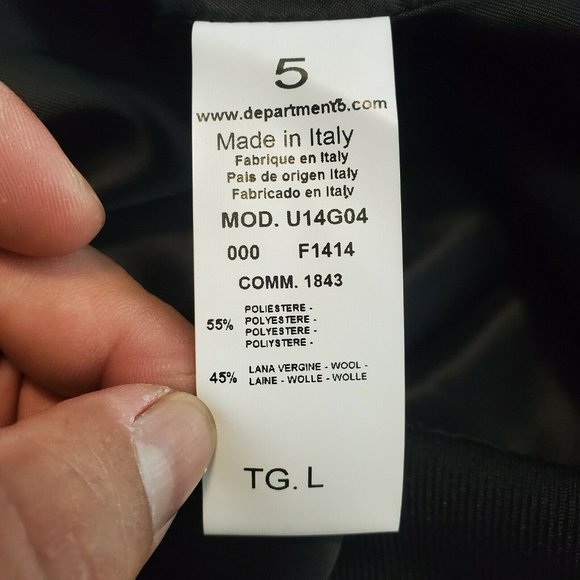 5
www.department5.com
Made in Italy
Fabrique en Italy
Pais de origen Italy
Fabricado en Italy
MOD. U14G04
000 F1414
COMM. 1843
55% POLIESTERE -
POLYESTERE -
POLYESTERE -
POLIYSTERE -
45% LANA VERGINE - WOOL -
LAINE - WOLLE - WOLLE
TG. L